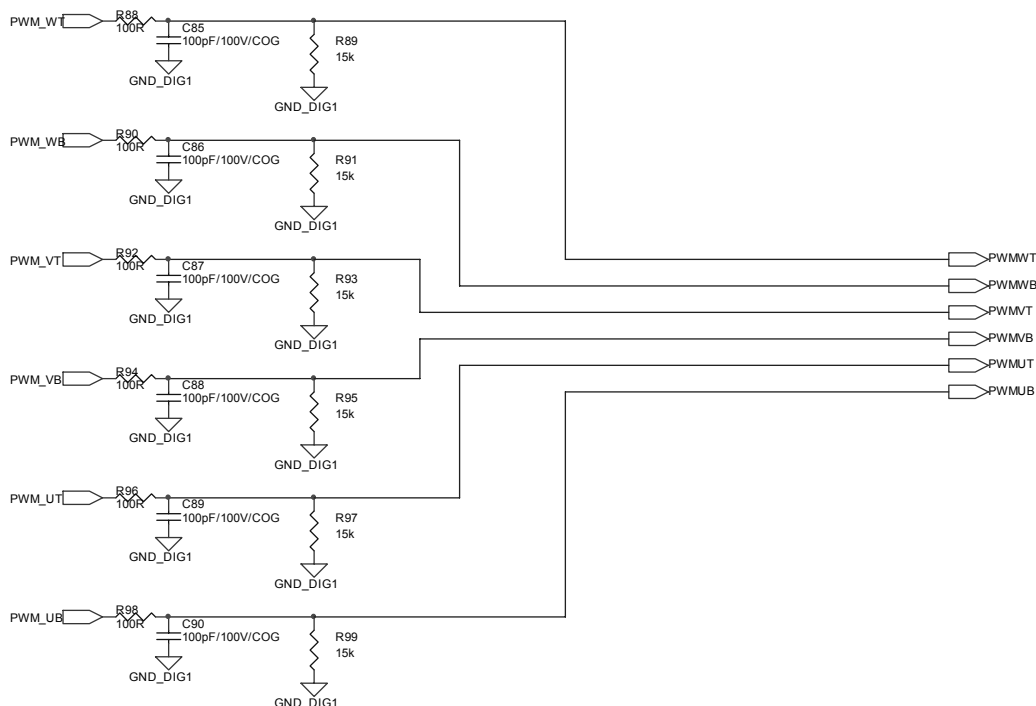 PWM_WT
R88
100R
C85
100pF/100V/COG
GND_DIG1
R89
15k
GND_DIG1
PWM_WB
R90
100R
C86
100pF/100V/COG
GND_DIG1
R91
15k
GND_DIG1
PWM_VT
R92
100R
C87
100pF/100V/COG
GND_DIG1
R93
15k
GND_DIG1
PWM_VB
R94
100R
C88
100pF/100V/COG
GND_DIG1
R95
15k
GND_DIG1
PWM_UT
R96
100R
C89
100pF/100V/COG
GND_DIG1
R97
15k
GND_DIG1
PWM_UB
R98
100R
C90
100pF/100V/COG
GND_DIG1
R99
15k
GND_DIG1
PWMWT
PWMWB
PWMVT
PWMVB
PWMUT
PWMUB